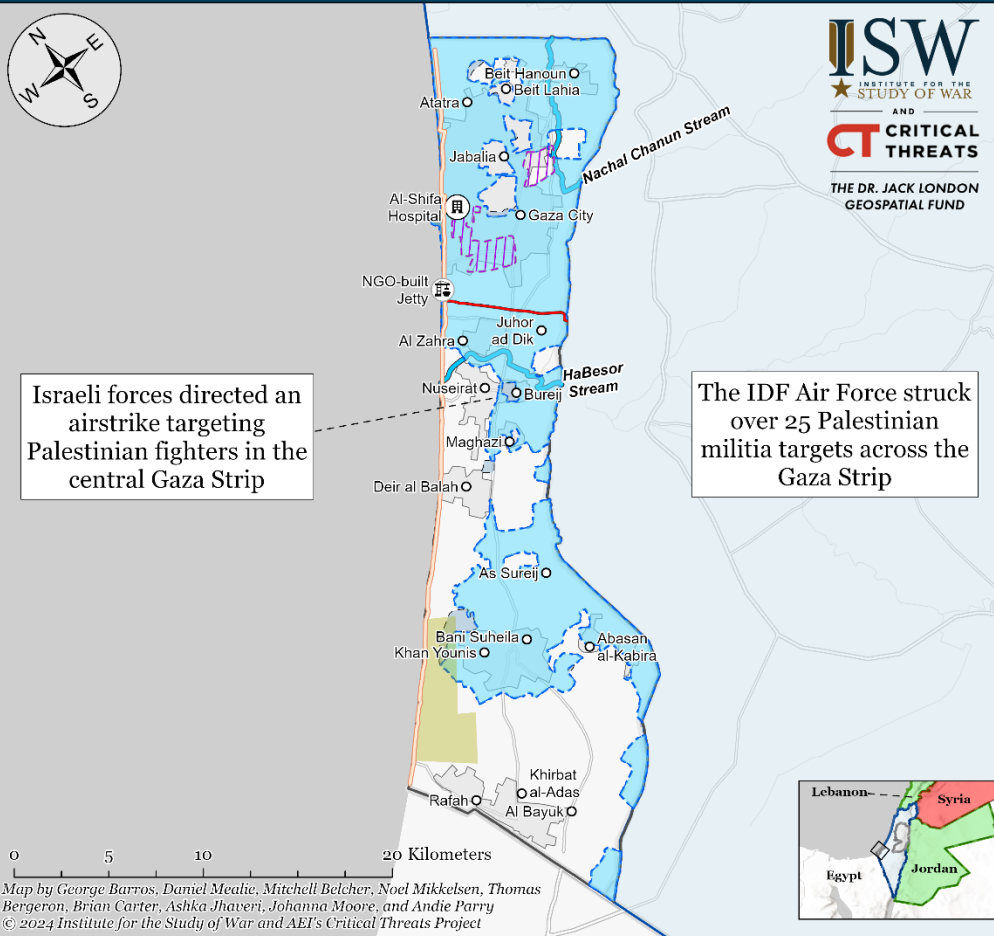 N
E
W
S
ISW
INSTITUTE FOR THE
STUDY OF WAR
AND
CT CRITICAL
THREATS
THE DR. JACK LONDON
GEOSPATIAL FUND
Beit Hanoun
Beit Lahia
Atatra
Nachal Chanun Stream
Jabalia
Al-Shifa
Hospital
Gaza City
NGO-built
Jetty
Juhor
ad Dik
Al Zahra
HaBesor
Stream
Nuseirat
Bureij
Israeli forces directed an
airstrike targeting
Palestinian fighters in the
central Gaza Strip
The IDF Air Force struck
over 25 Palestinian
militia targets across the
Gaza Strip
Maghazi
Deir al Balah
As Sureij
Bani Suheila
Khan Younis
Abasan
al-Kabira
Khirbat
al-Adas
Rafah
Al Bayuk
Lebanon
Syria
Egypt
Jordan
0 5 10 20 Kilometers
Map by George Barros, Daniel Mealie, Mitchell Belcher, Noel Mikkelsen, Thomas
Bergeron, Brian Carter, Ashka Jhaveri, Johanna Moore, and Andie Parry
© 2024 Institute for the Study of War and AEI's Critical Threats Project